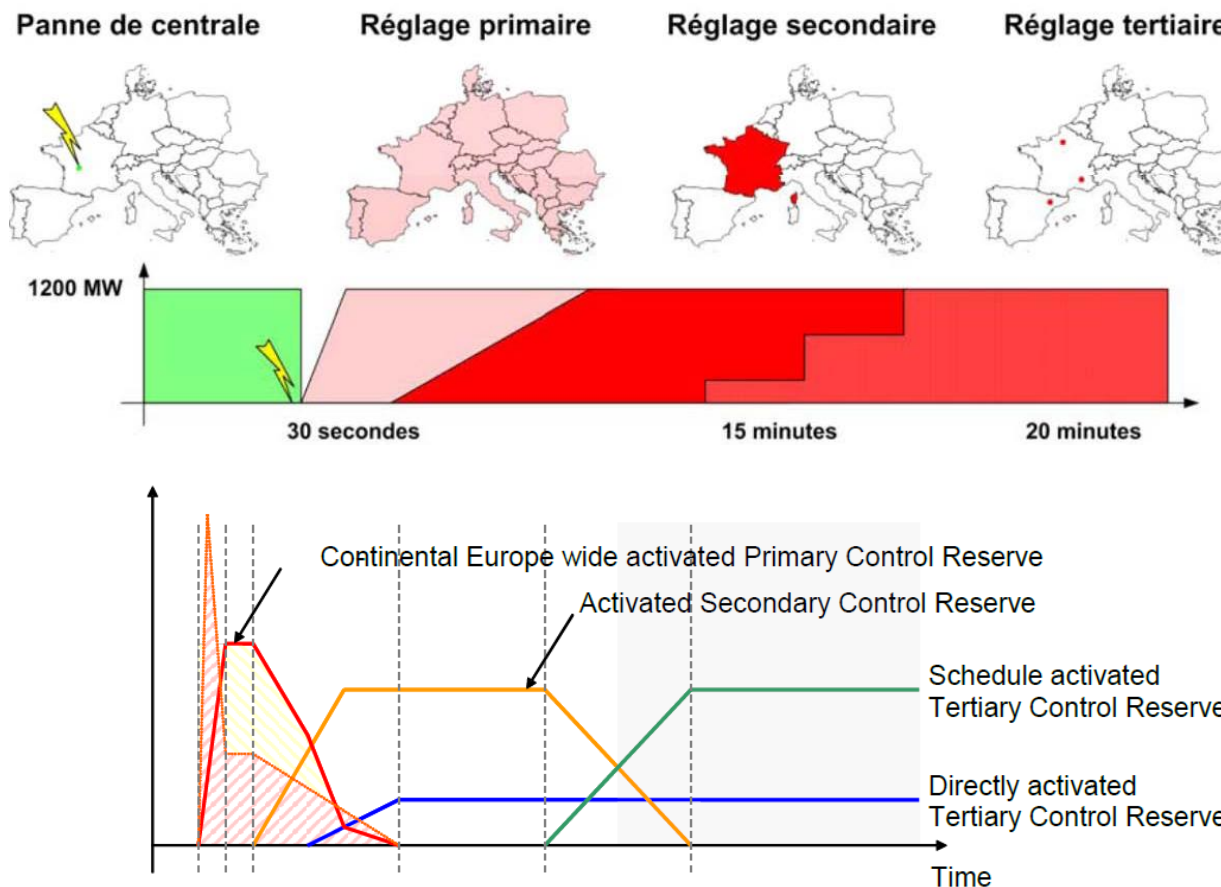 Panne de centrale
Réglage primaire
Réglage secondaire
Réglage tertiaire
1200 MW
30 secondes
15 minutes
20 minutes
Continental Europe wide activated Primary Control Reserve
Activated Secondary Control Reserve
Schedule activated
Tertiary Control Reserve
Directly activated
Tertiary Control Reserve
Time